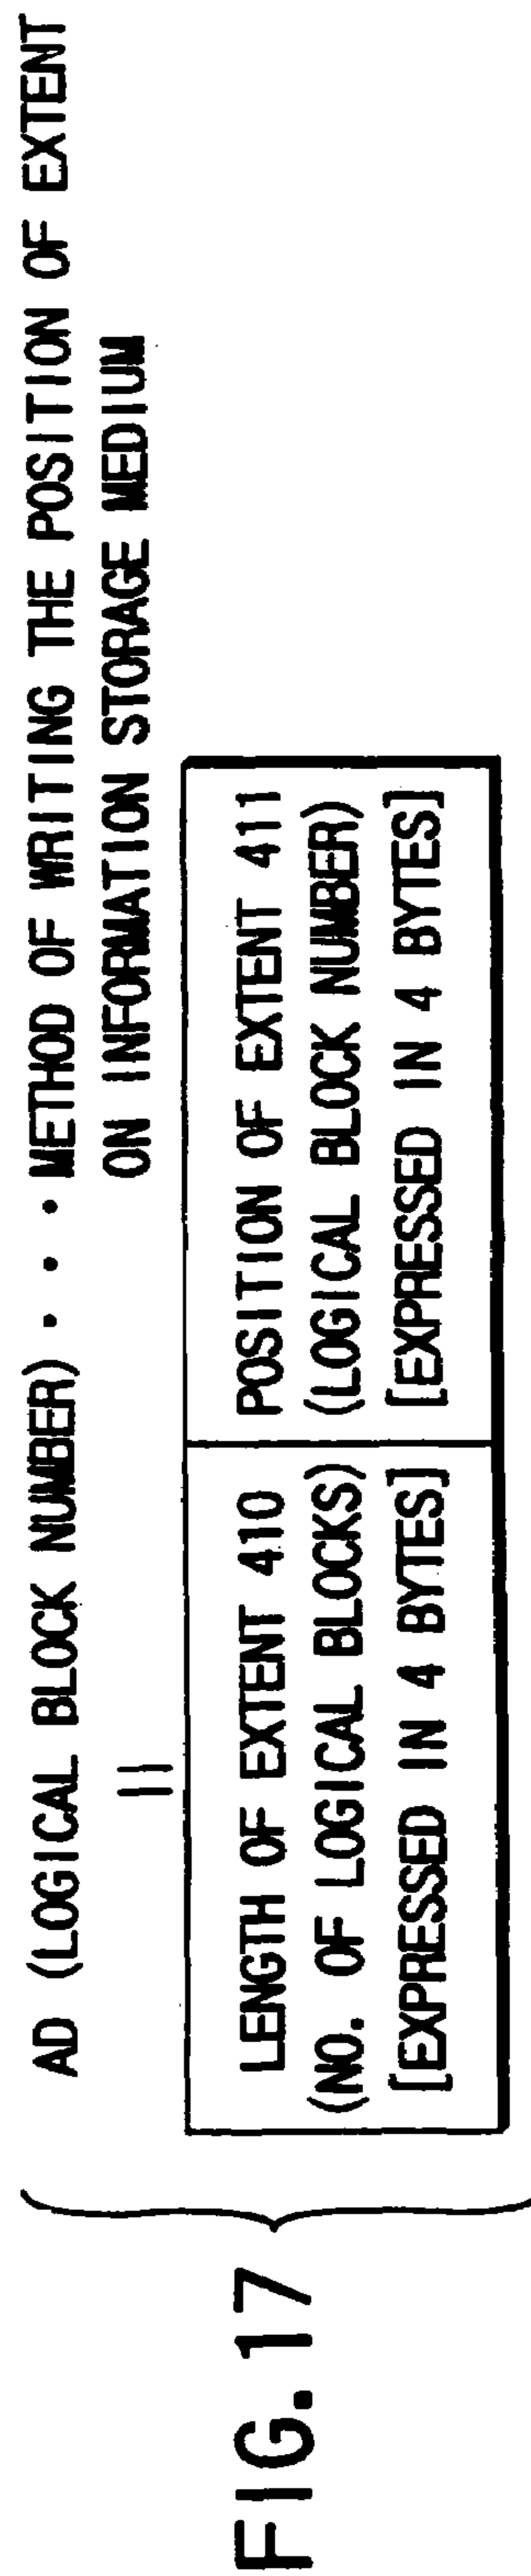 AD (LOGICAL BLOCK NUMBER) • • • METHOD OF WRITING THE POSITION OF EXTENT
ON INFORMATION STORAGE MEDIUM
=
LENGTH OF EXTENT 410
(NO. OF LOGICAL BLOCKS)
[EXPRESSED IN 4 BYTES]
POSITION OF EXTENT 411
(LOGICAL BLOCK NUMBER)
[EXPRESSED IN 4 BYTES]
FIG. 17